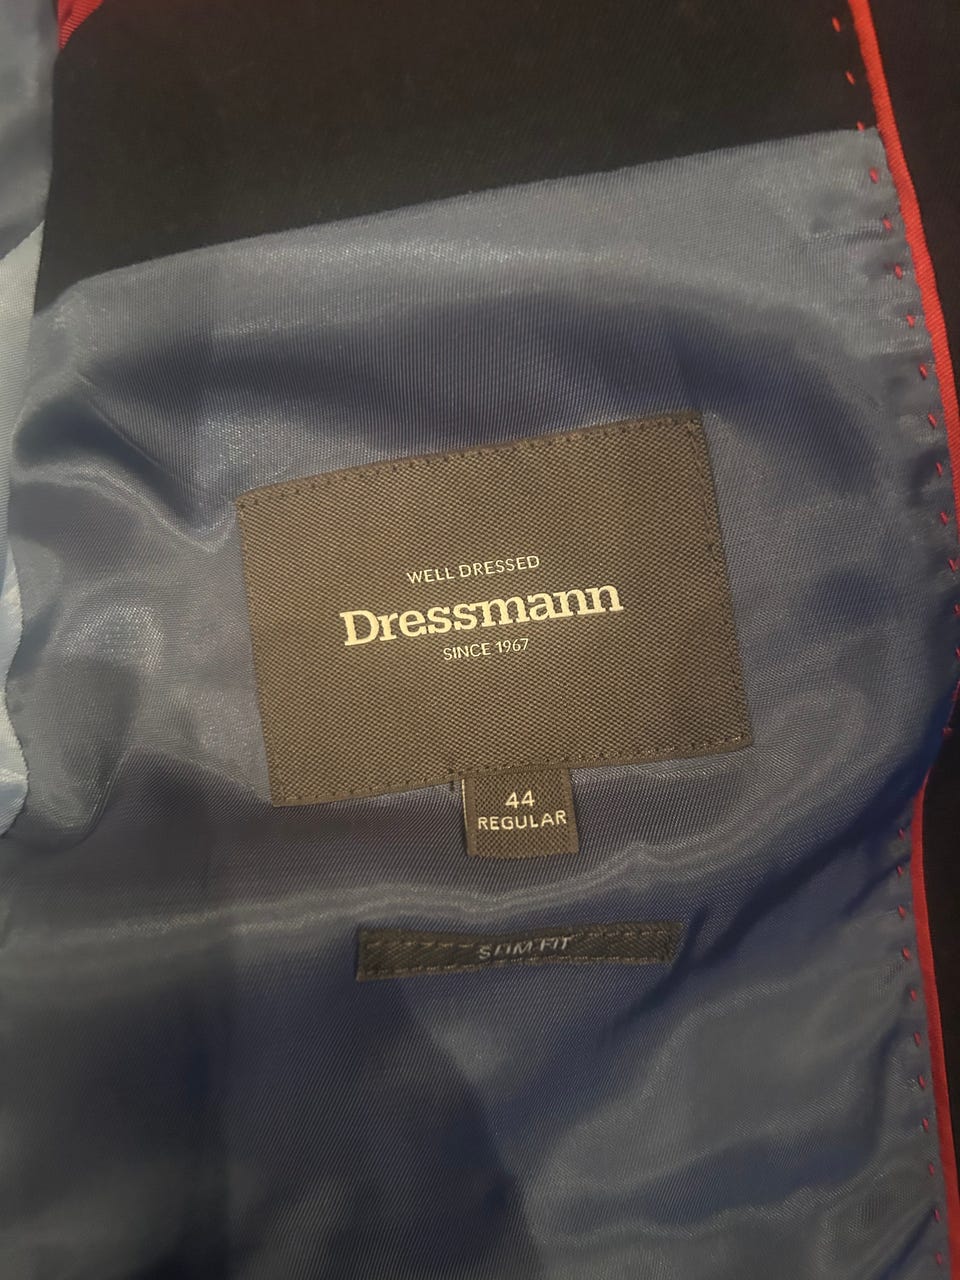 WELL DRESSED
Dressmann
SINCE 1967
44
REGULAR
SLIM FIT